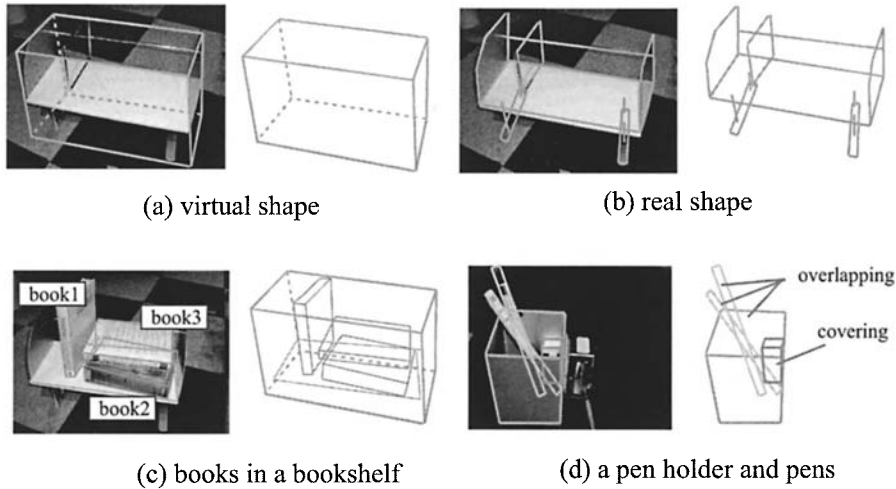 (a) virtual shape
(b) real shape
book1
book3
book2
overlapping
covering
(c) books in a bookshelf
(d) a pen holder and pens